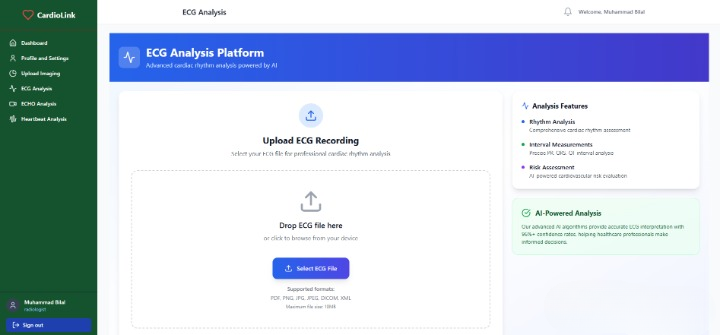 CardioLink
ECG Analysis
Welcome, Muhammad Bilal
Dashboard
Profile and Settings
Upload Imaging
ECG Analysis
ECHO Analysis
Heartbeat Analysis
ECG Analysis Platform
Advanced cardiac rhythm analysis powered by AI
Upload ECG Recording
Select your ECG file for professional cardiac rhythm analysis
Drop ECG file here
or click to browse from your device
Select ECG File
Supported formats:
PDF, PNG, JPG, JPEG, DICOM, XML
Maximum file size: 10MB
Analysis Features
Rhythm Analysis
Comprehensive cardiac rhythm assessment
Interval Measurements
Precise PR, QRS, QT interval analysis
Risk Assessment
AI-powered cardiovascular risk evaluation
AI-Powered Analysis
Our advanced AI algorithms provide accurate ECG interpretation with
confidence rates, helping healthcare professionals make
informed decisions.
Muhammad Bilal
radiologist
Sign out